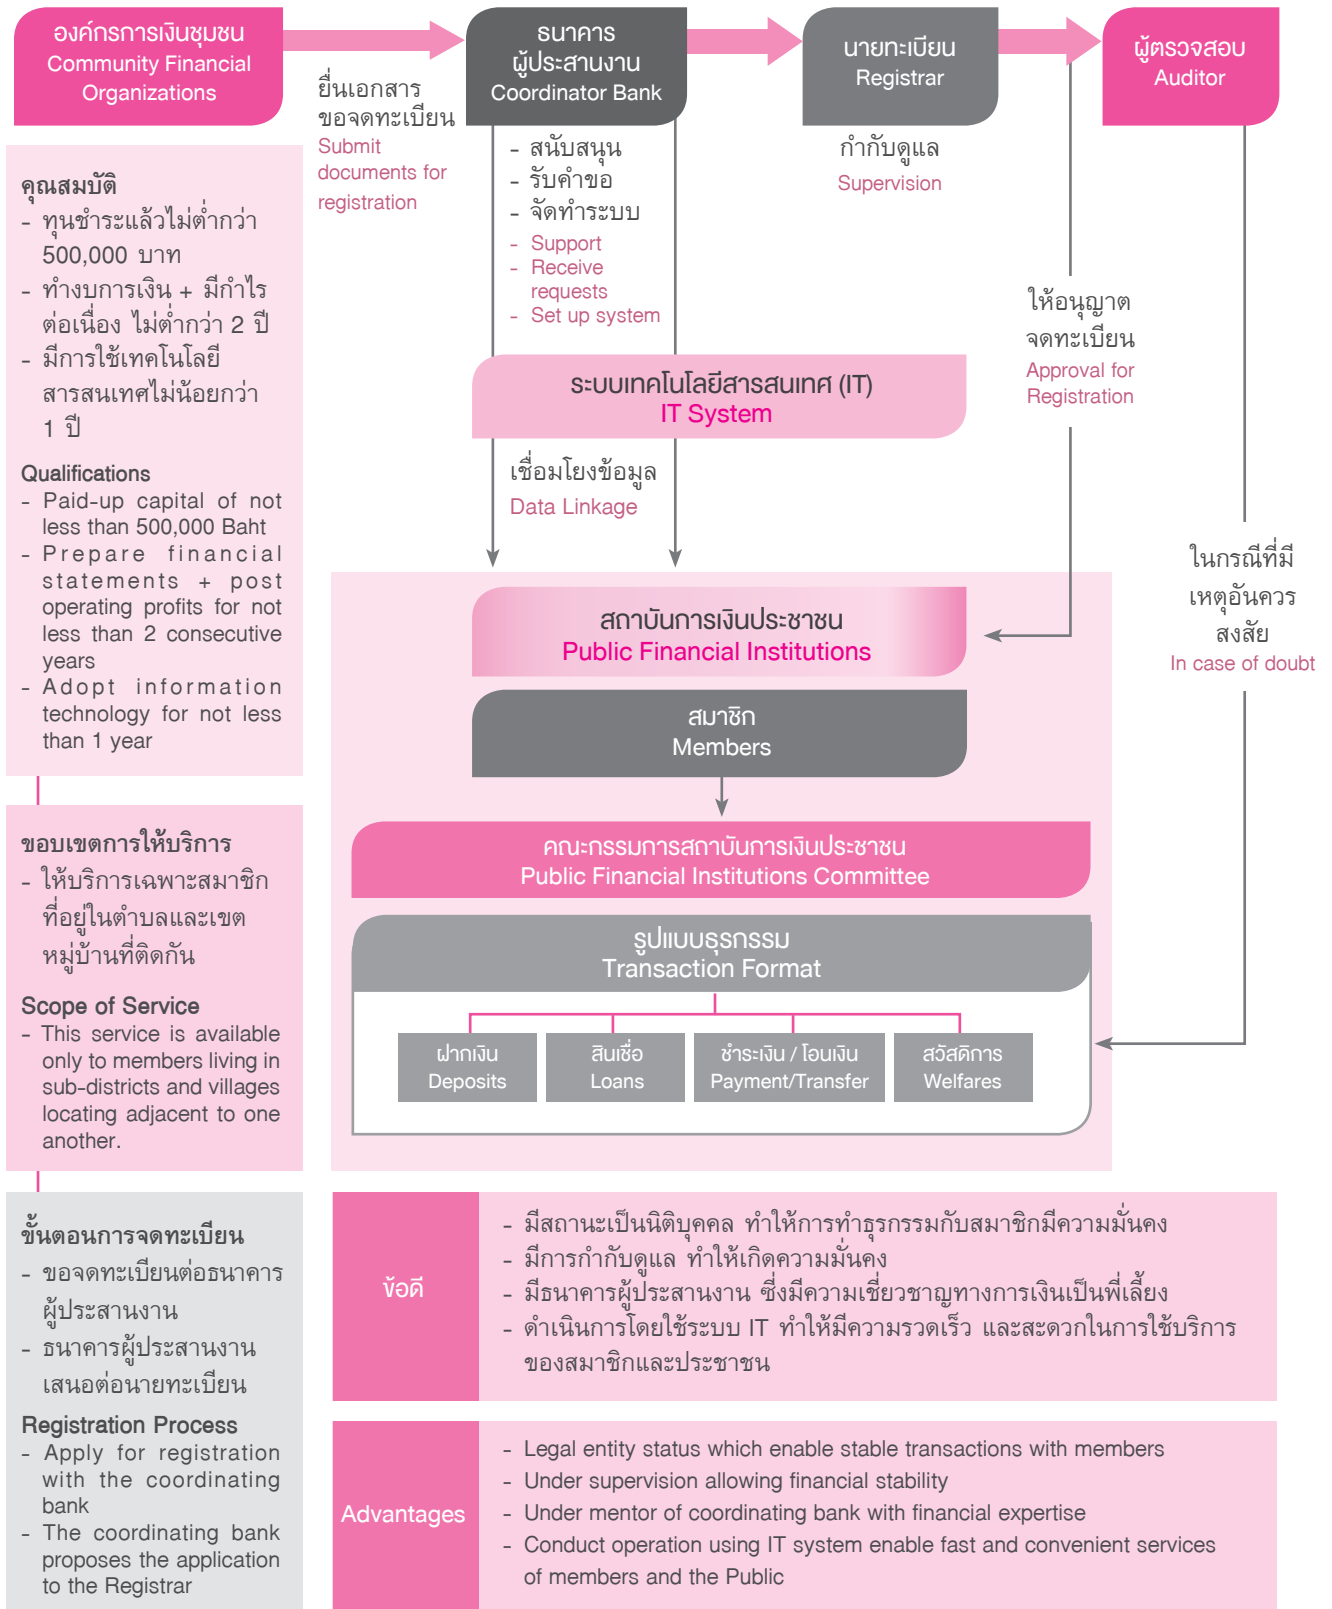 องค์กรการเงินชุมชน
Community Financial
Organizations
ธนาคาร
ผู้ประสานงาน
Coordinator Bank
นายทะเบียน
Registrar
ผู้ตรวจสอบ
Auditor
ยื่นเอกสาร
ขอจดทะเบียน
Submit
documents for
registration
- สนับสนุน
- รับคำขอ
- จัดทำระบบ
- Support
- Receive
requests
- Set up system
กำกับดูแล
Supervision
ให้อนุญาต
จดทะเบียน
Approval for
Registration
ในกรณีที่มี
เหตุอันควร
สงสัย
In case of doubt
คุณสมบัติ
- ทุนชำระแล้วไม่ต่ำกว่า
500,000 บาท
- ทำงบการเงิน + มีกำไร
ต่อเนื่อง ไม่ต่ำกว่า 2 ปี
- มีการใช้เทคโนโลยี
สารสนเทศไม่น้อยกว่า
1 ปี
Qualifications
- Paid-up capital of not
less than 500,000 Baht
- Prepare financial
statements + post
operating profits for not
less than 2 consecutive
years
- Adopt information
technology for not less
than 1 year
ระบบเทคโนโลยีสารสนเทศ (IT)
IT System
เชื่อมโยงข้อมูล
Data Linkage
สถาบันการเงินประชาชน
Public Financial Institutions
สมาชิก
Members
คณะกรรมการสถาบันการเงินประชาชน
Public Financial Institutions Committee
รูปแบบธุรกรรม
Transaction Format
ฝากเงิน
Deposits
สินเชื่อ
Loans
ชำระเงิน / โอนเงิน
Payment/Transfer
สวัสดิการ
Welfares
ขอบเขตการให้บริการ
- ให้บริการเฉพาะสมาชิก
ที่อยู่ในตำบลและเขต
หมู่บ้านที่ติดกัน
Scope of Service
- This service is available
only to members living in
sub-districts and villages
locating adjacent to one
another.
ขั้นตอนการจดทะเบียน
- ขอจดทะเบียนต่อธนาคาร
ผู้ประสานงาน
- ธนาคารผู้ประสานงาน
เสนอต่อนายทะเบียน
Registration Process
- Apply for registration
with the coordinating
bank
- The coordinating bank
proposes the application
to the Registrar
ข้อดี
- มีสถานะเป็นนิติบุคคล ทำให้การทำธุรกรรมกับสมาชิกมีความมั่นคง
- มีการกำกับดูแล ทำให้เกิดความมั่นคง
- มีธนาคารผู้ประสานงาน ซึ่งมีความเชี่ยวชาญทางการเงินเป็นพี่เลี้ยง
- ดำเนินการโดยใช้ระบบ IT ทำให้มีความรวดเร็ว และสะดวกในการใช้บริการ
ของสมาชิกและประชาชน
Advantages
- Legal entity status which enable stable transactions with members
- Under supervision allowing financial stability
- Under mentor of coordinating bank with financial expertise
- Conduct operation using IT system enable fast and convenient services
of members and the Public